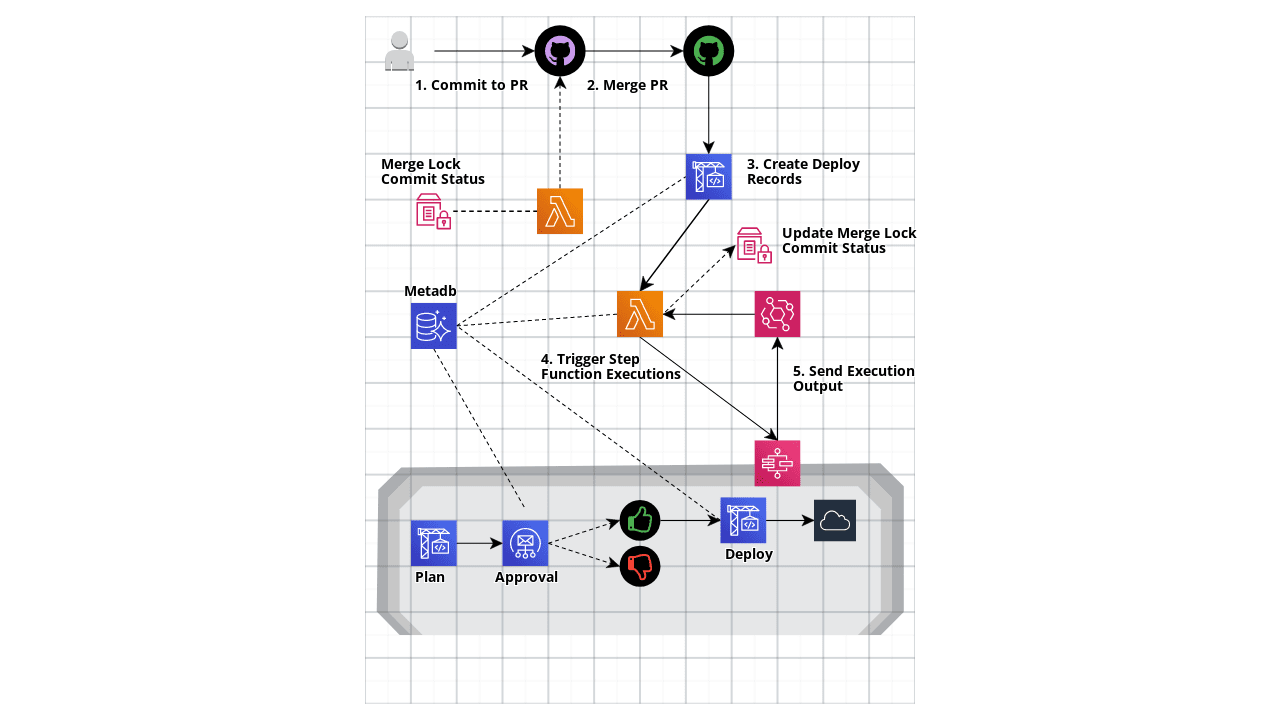 1. Commit to PR
2. Merge PR
Merge Lock
Commit Status
3. Create Deploy
Records
Update Merge Lock
Commit Status
Metadb
4. Trigger Step
Function Executions
5. Send Execution
Output
Plan
Approval
Deploy